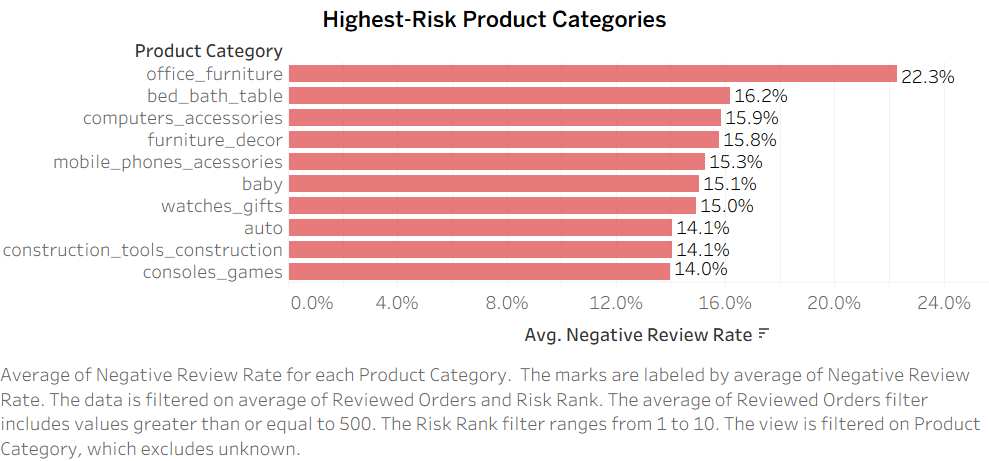 Highest-Risk Product Categories
Product Category
office_furniture 22.3%
bed_bath_table 16.2%
computers_accessories 15.9%
furniture_decor 15.8%
mobile_phones_acessories 15.3%
baby 15.1%
watches_gifts 15.0%
auto 14.1%
construction_tools_construction 14.1%
consoles_games 14.0%
0.0% 4.0% 8.0% 12.0% 16.0% 20.0% 24.0%
Avg. Negative Review Rate
Average of Negative Review Rate for each Product Category. The marks are labeled by average of Negative Review
Rate. The data is filtered on average of Reviewed Orders and Risk Rank. The average of Reviewed Orders filter
includes values greater than or equal to 500. The Risk Rank filter ranges from 1 to 10. The view is filtered on Product
Category, which excludes unknown.